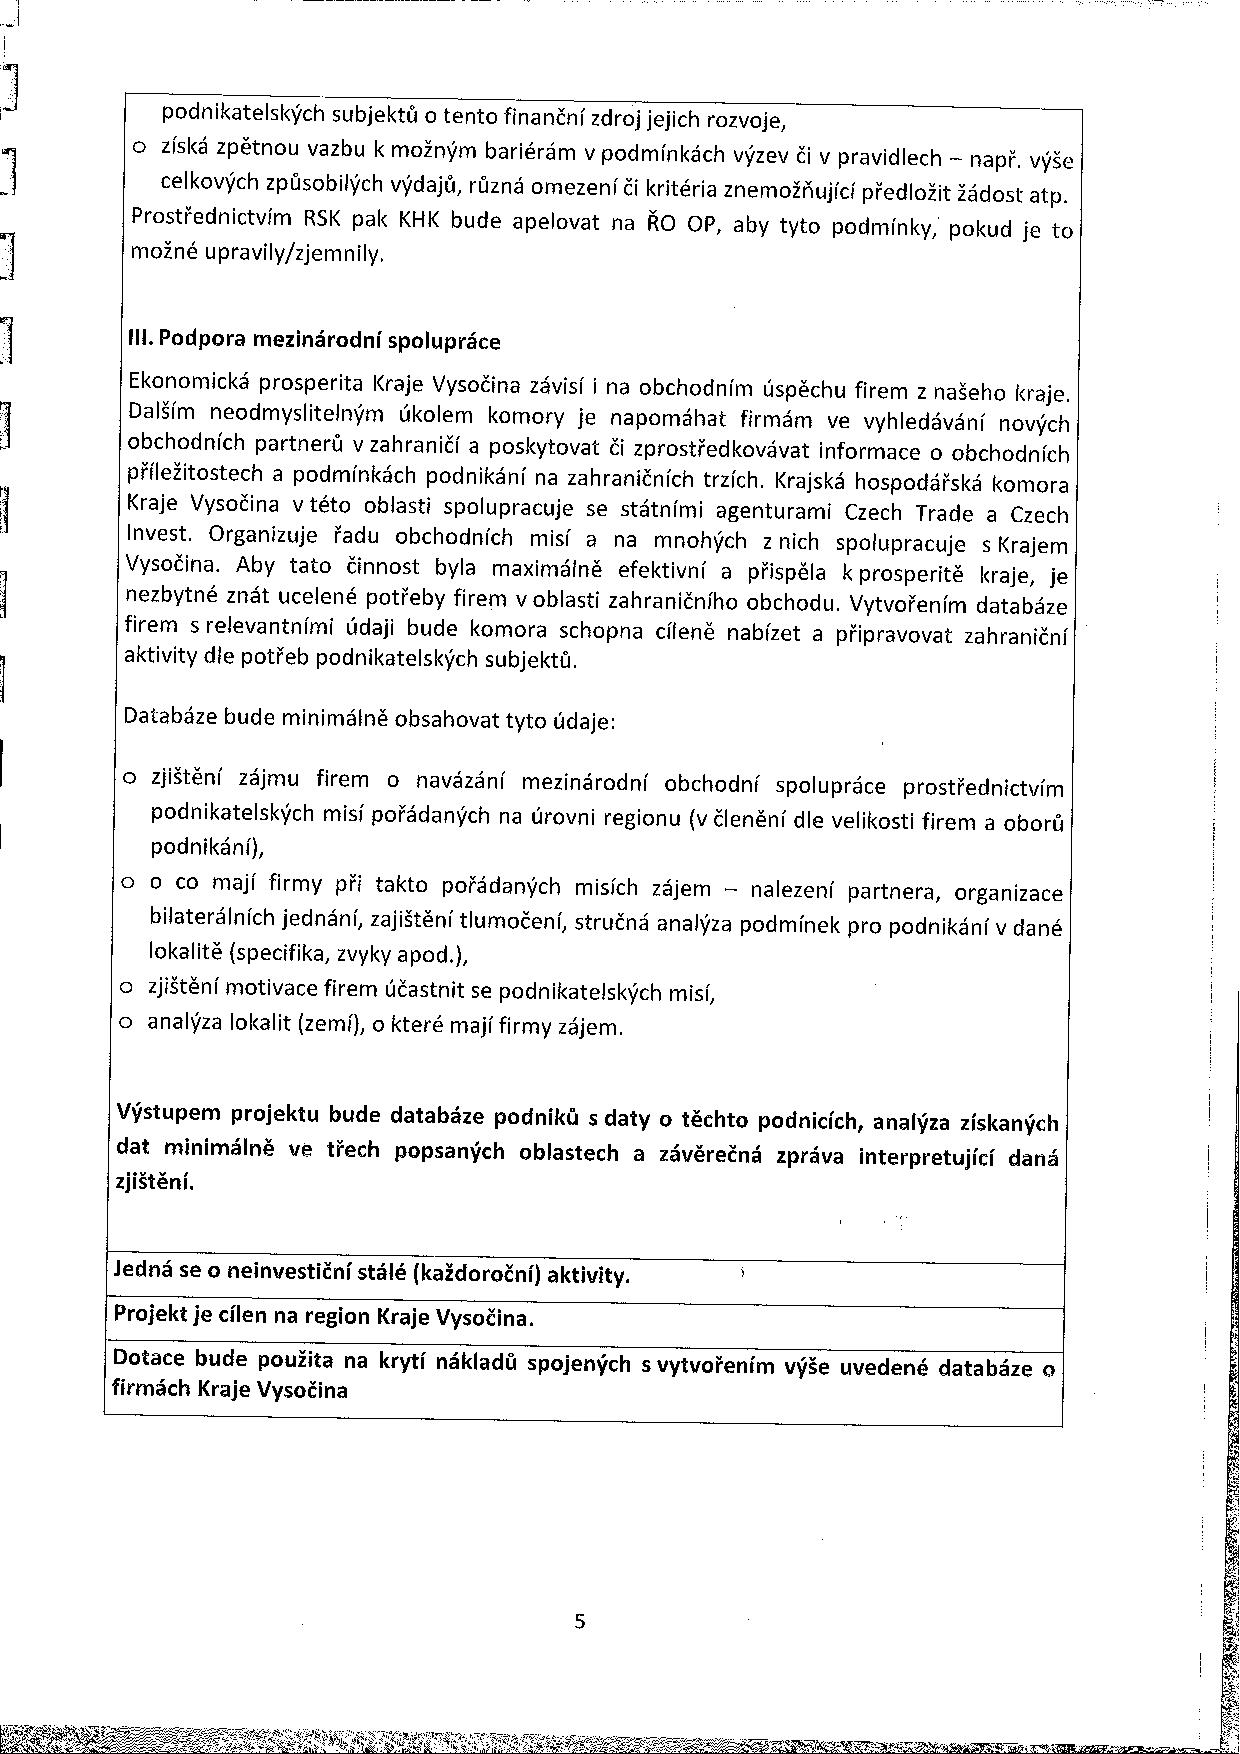 podnikatelských subjektů o tento finanční zdroj jejich rozvoje,
o získá zpětnou vazbu k možným bariérám v podmínkách výzev či v pravidlech – např. výše
celkových způsobilých výdajů, různá omezení či kritéria znemožňující předložit žádost atp.
Prostřednictvím RSK pak KHK bude apelovat na ŘO OP, aby tyto podmínky, pokud je to
možné upravily/zjemnily.
III. Podpora mezinárodní spolupráce
Ekonomická prosperita Kraje Vysočina závisí i na obchodním úspěchu firem z našeho kraje.
Dalším neodmyslitelným úkolem komory je napomáhat firmám ve vyhledávání nových
obchodních partnerů v zahraničí a poskytovat či zprostředkovávat informace o obchodních
příležitostech a podmínkách podnikání na zahraničních trzích. Krajská hospodářská komora
Kraje Vysočina v této oblasti spolupracuje se státními agenturami Czech Trade a Czech
Invest. Organizuje řadu obchodních misí a na mnohých z nich spolupracuje s Krajem
Vysočina. Aby tato činnost byla maximálně efektivní a přispěla k prosperitě kraje, je
nezbytné znát ucelené potřeby firem v oblasti zahraničního obchodu. Vytvořením databáze
firem s relevantními údaji bude komora schopna cíleně nabízet a připravovat zahraniční
aktivity dle potřeb podnikatelských subjektů.
Databáze bude minimálně obsahovat tyto údaje:
o zjištění zájmu firem o navázání mezinárodní obchodní spolupráce prostřednictvím
podnikatelských misí pořádaných na úrovni regionu (v členění dle velikosti firem a oborů
podnikání),
o o co mají firmy při takto pořádaných misích zájem – nalezení partnera, organizace
bilaterálních jednání, zajištění tlumočení, stručná analýza podmínek pro podnikání v dané
lokalitě (specifika, zvyky apod.),
o zjištění motivace firem účastnit se podnikatelských misí,
o analýza lokalit (zemí), o které mají firmy zájem.
Výstupem projektu bude databáze podniků s daty o těchto podnicích, analýza získaných
dat minimálně ve třech popsaných oblastech a závěrečná zpráva interpretující daná
zjištění.
Jedná se o neinvestiční stálé (každoroční) aktivity.
Projekt je cílen na region Kraje Vysočina.
Dotace bude použita na krytí nákladů spojených s vytvořením výše uvedené databáze o
firmách Kraje Vysočina
5